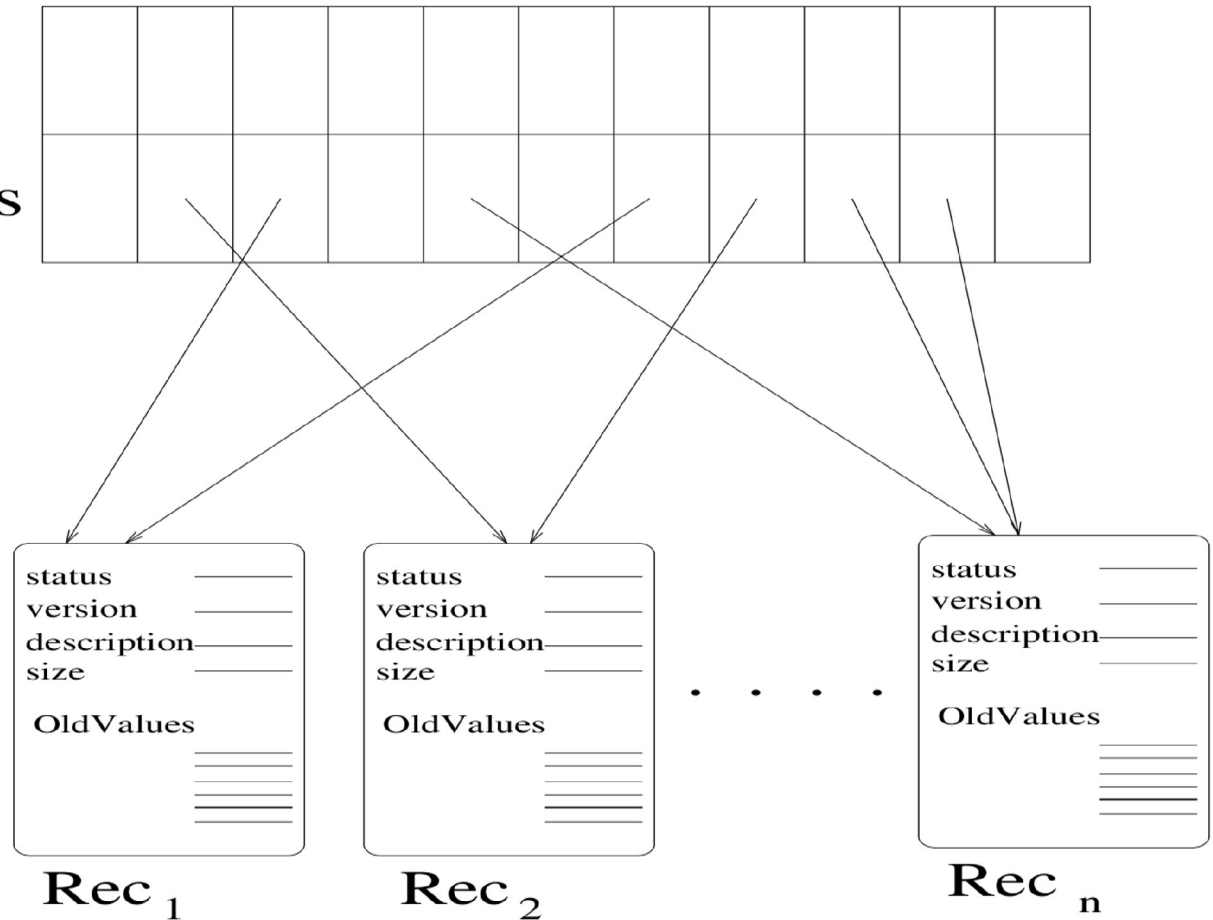 s
status
version
description
size
OldValues
Rec 1
status
version
description
size
OldValues
Rec 2
. . . .
status
version
description
size
OldValues
Rec n